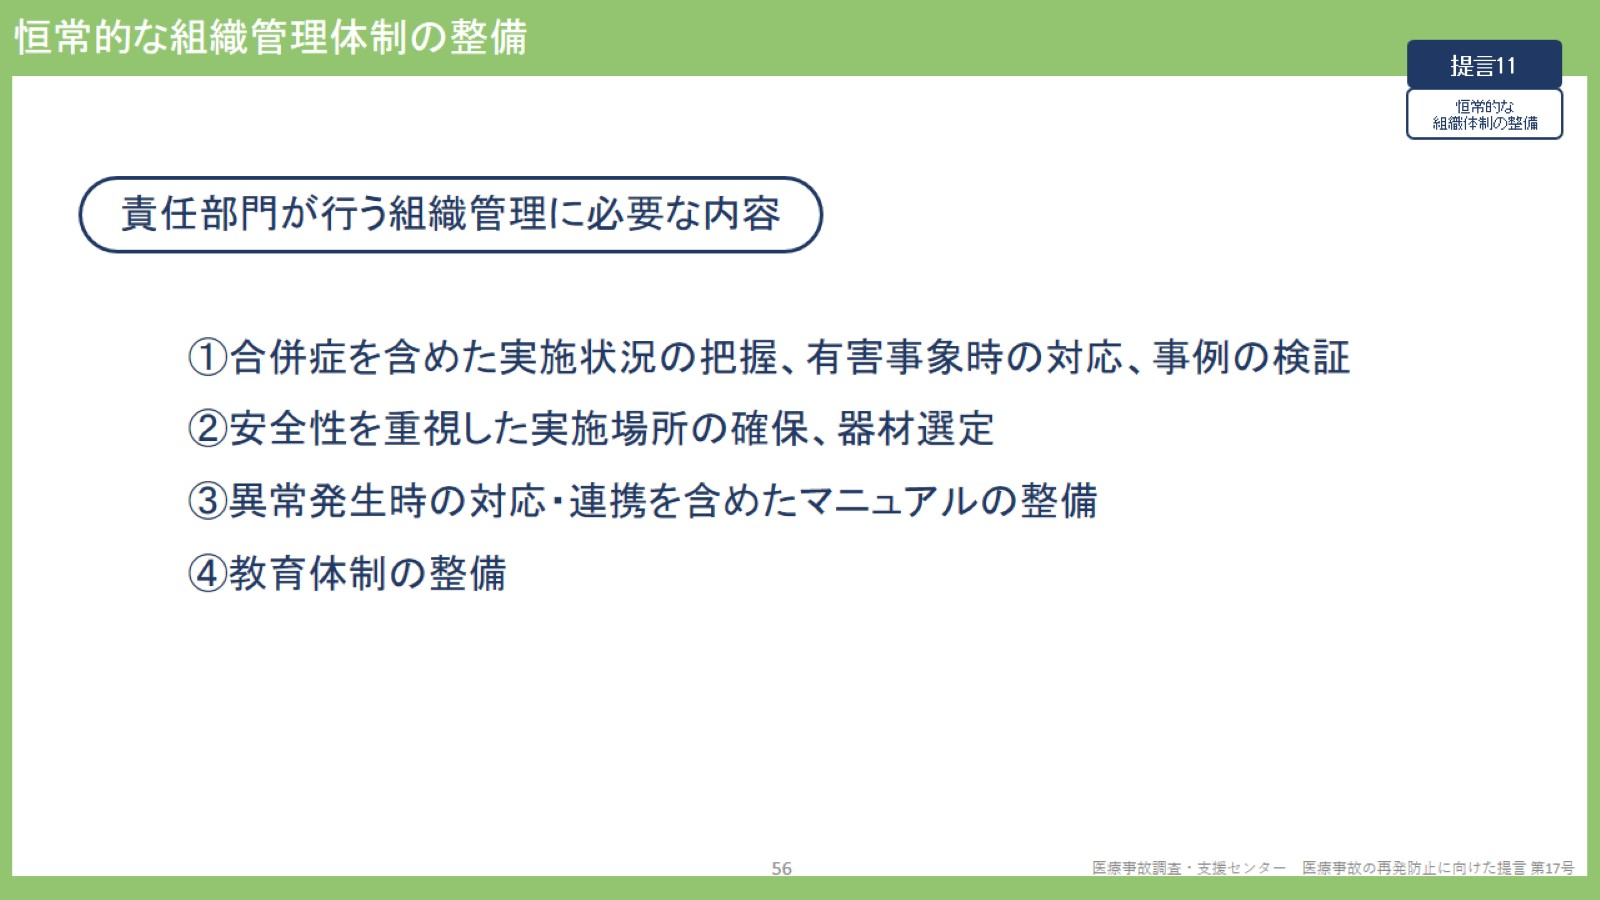 恒常的な組織管理体制の整備
提言11
恒常的な
組織体制の整備
責任部門が行う組織管理に必要な内容
①合併症を含めた実施状況の把握、有害事象時の対応、事例の検証
②安全性を重視した実施場所の確保、器材選定
③異常発生時の対応・連携を含めたマニュアルの整備
④教育体制の整備
56
医療事故調査・支援センター　医療事故の再発防止に向けた提言 第17号